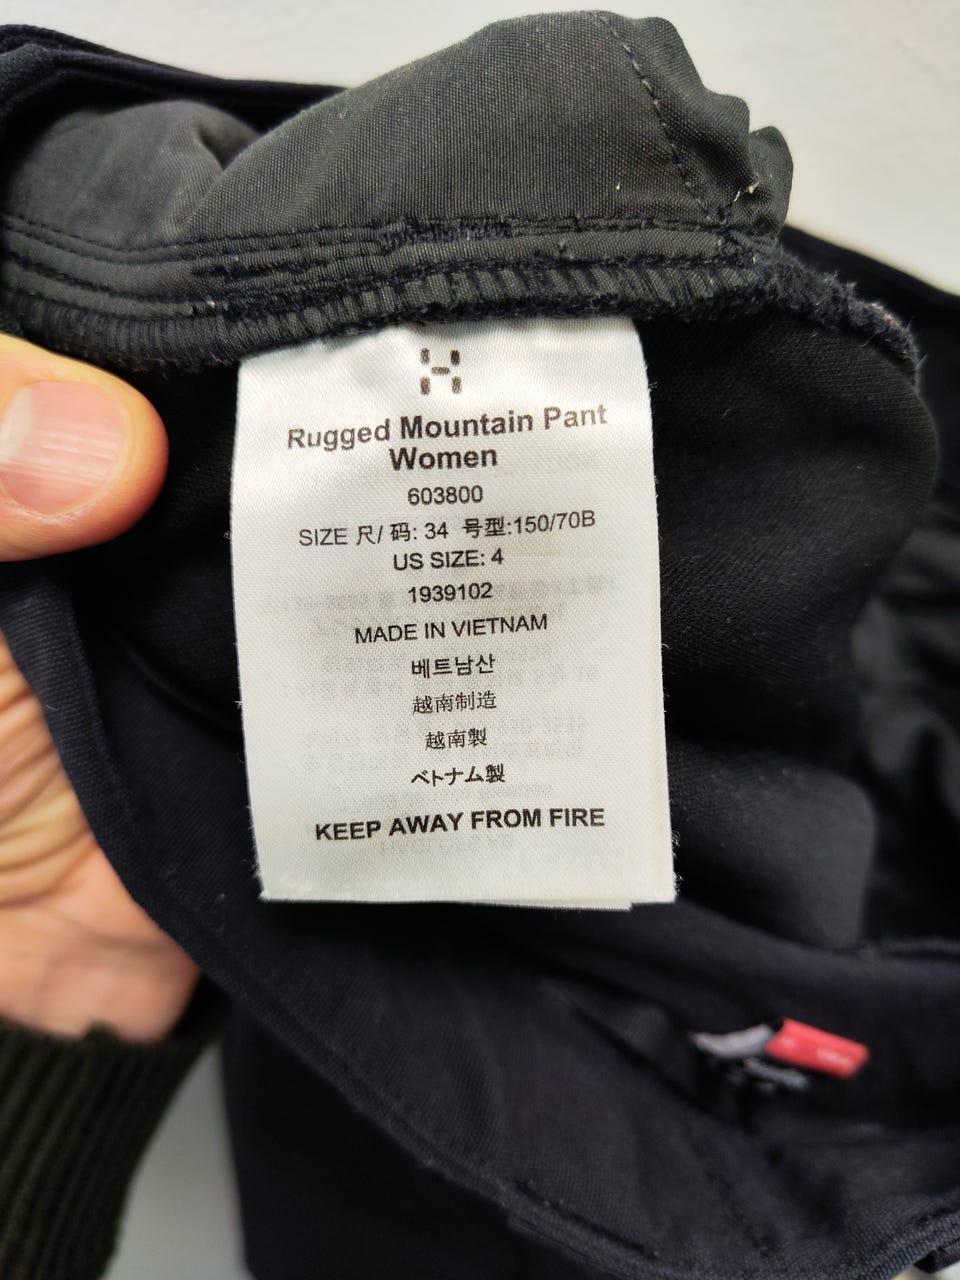 Rugged Mountain Pant
Women
603800
SIZE 尺/ 码: 34 号型:150/70B
US SIZE: 4
1939102
MADE IN VIETNAM
베트남산
越南制造
越南製
ベトナム製
KEEP AWAY FROM FIRE